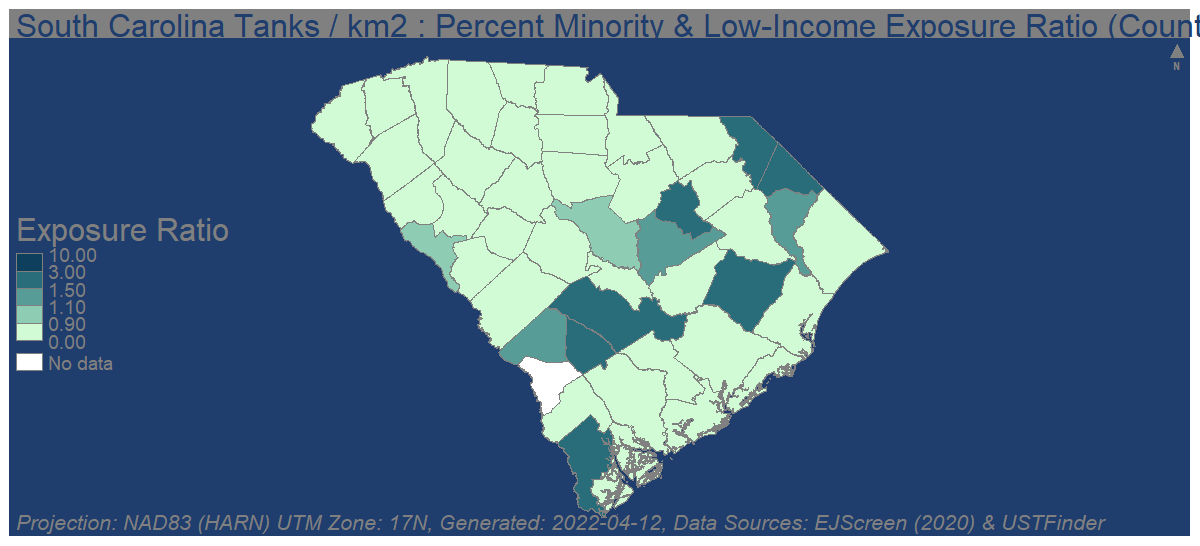 South Carolina Tanks / km2 : Percent Minority & Low-Income Exposure Ratio (Count
N
Exposure Ratio
10.00
3.00
1.50
1.10
0.90
0.00
No data
Projection: NAD83 (HARN) UTM Zone: 17N, Generated: 2022-04-12, Data Sources: EJScreen (2020) & USTFinder